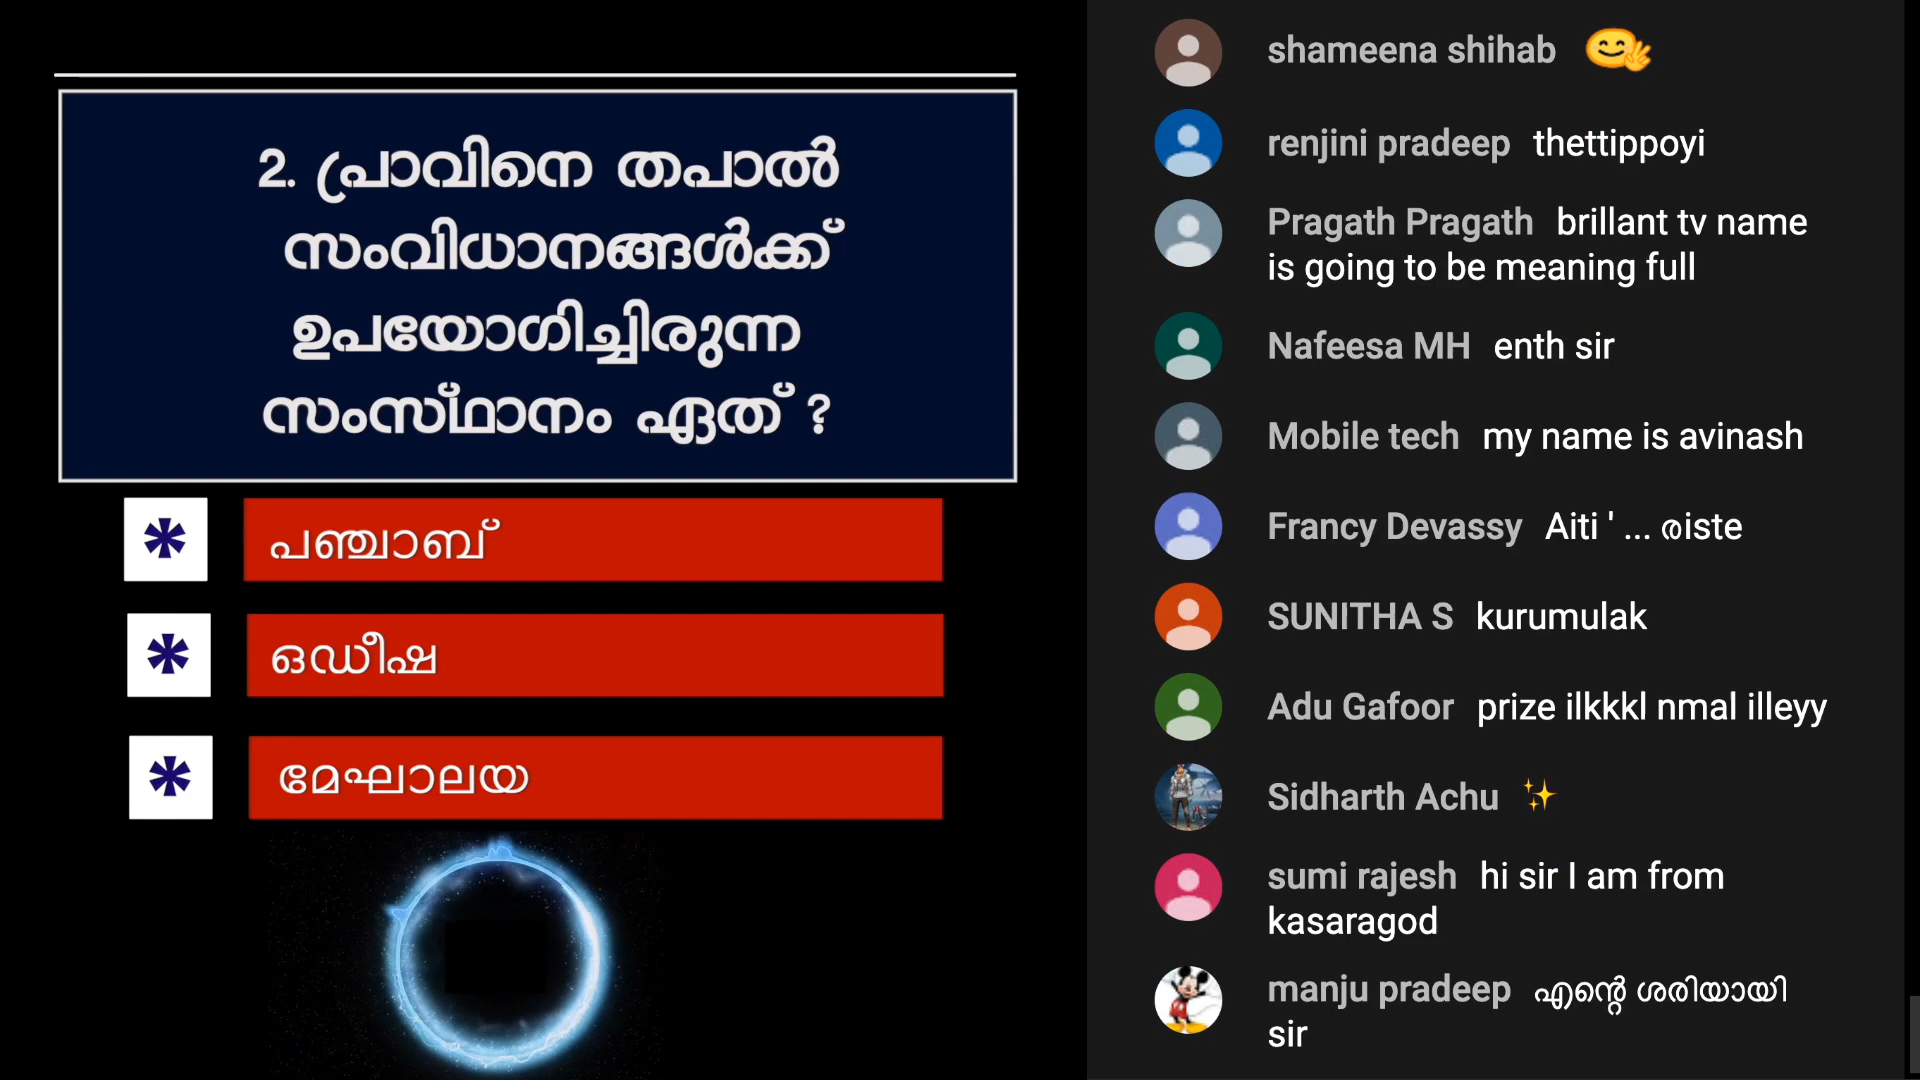 2. പ്രാവിനെ തപാൽ
സംവിധാനങ്ങൾക്ക്
ഉപയോഗിച്ചിരുന്ന
സംസ്ഥാനം ഏത് ?
* പഞ്ചാബ്
* ഒഡീഷ
* മേഘാലയ
shameena shihab 😊👋
renjini pradeep thettippoyi
Pragath Pragath brillant tv name
is going to be meaning full
Nafeesa MH enth sir
Mobile tech my name is avinash
Francy Devassy Aiti ' ... രiste
SUNITHA S kurumulak
Adu Gafoor prize ilkkkl nmal illeyy
Sidharth Achu ✨
sumi rajesh hi sir I am from
kasaragod
manju pradeep എന്റെ ശരിയായി
sir